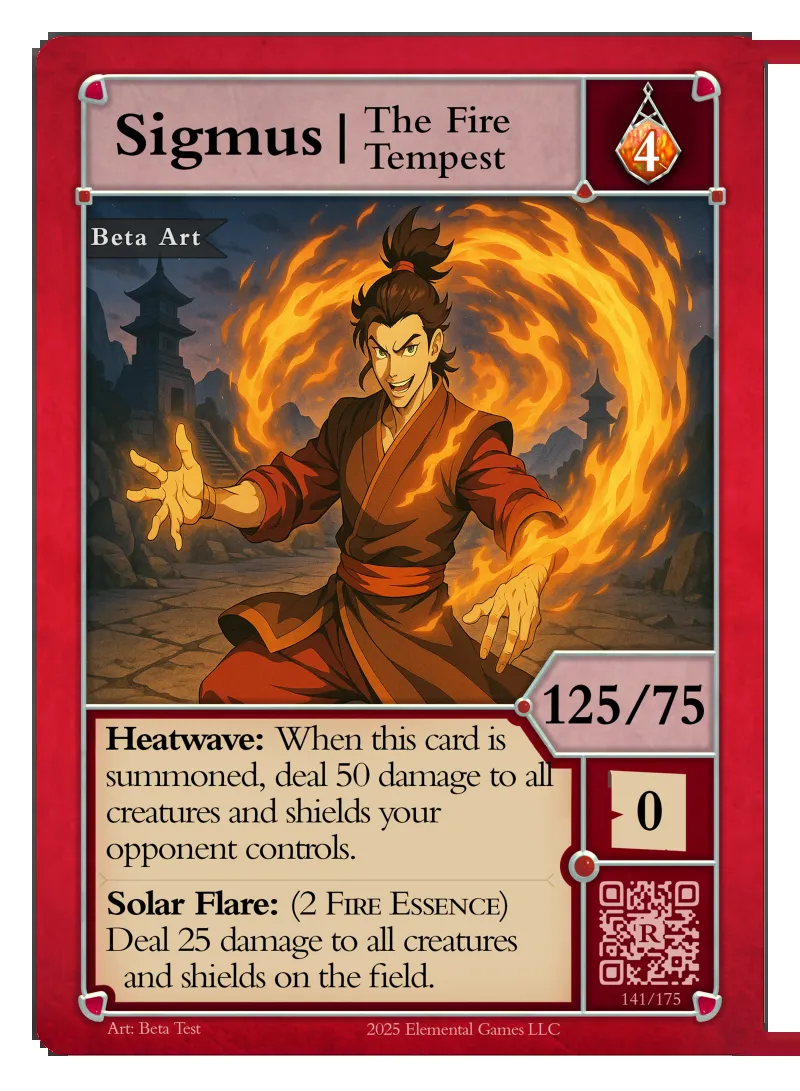 Sigmus | The Fire
Tempest
4
Beta Art
125/75
Heatwave: When this card is
summoned, deal 50 damage to all
creatures and shields your
opponent controls.
0
Solar Flare: (2 FIRE ESSENCE)
Deal 25 damage to all creatures
and shields on the field.
R
141/175
Art: Beta Test
2025 Elemental Games LLC